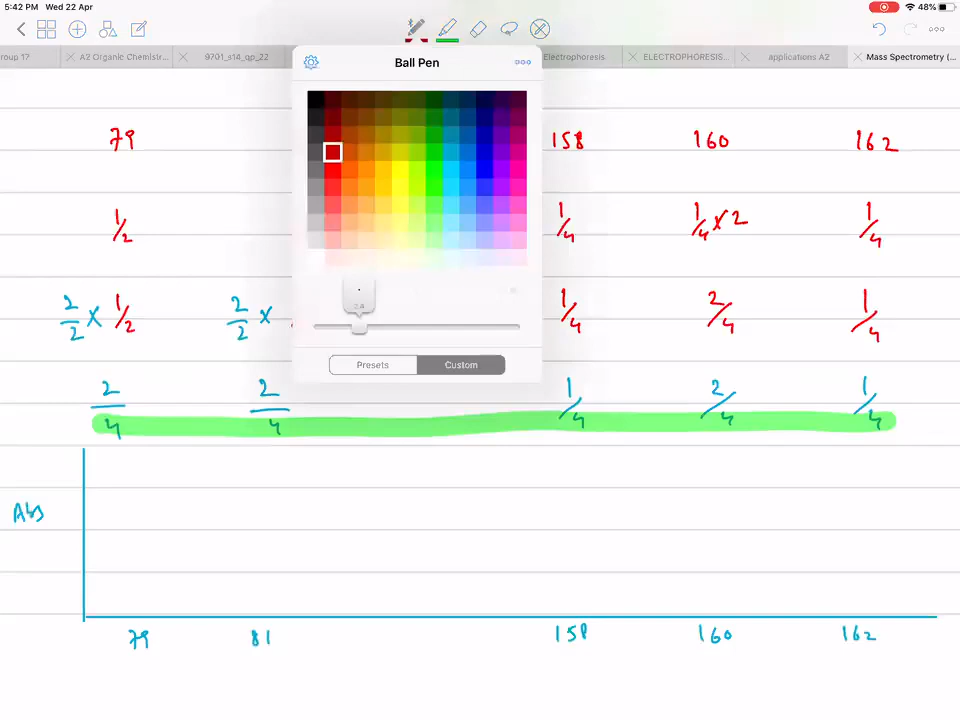 5:42 PM Wed 22 Apr 48%
roup 17 A2 Organic Chemistr... 9701_s14_qp_22 Electrophoresis ELECTROPHORESIS... applications A2 Mass Spectrometry (...
Ball Pen
79 158 160 162
1/2 1/4 1/4 x 2 1/4
2/2 x 1/2 2/2 x 1/4 2/4 1/4
2.4
Presets Custom
2/4 2/4 1/4 2/4 1/4
Abs
79 81 158 160 162